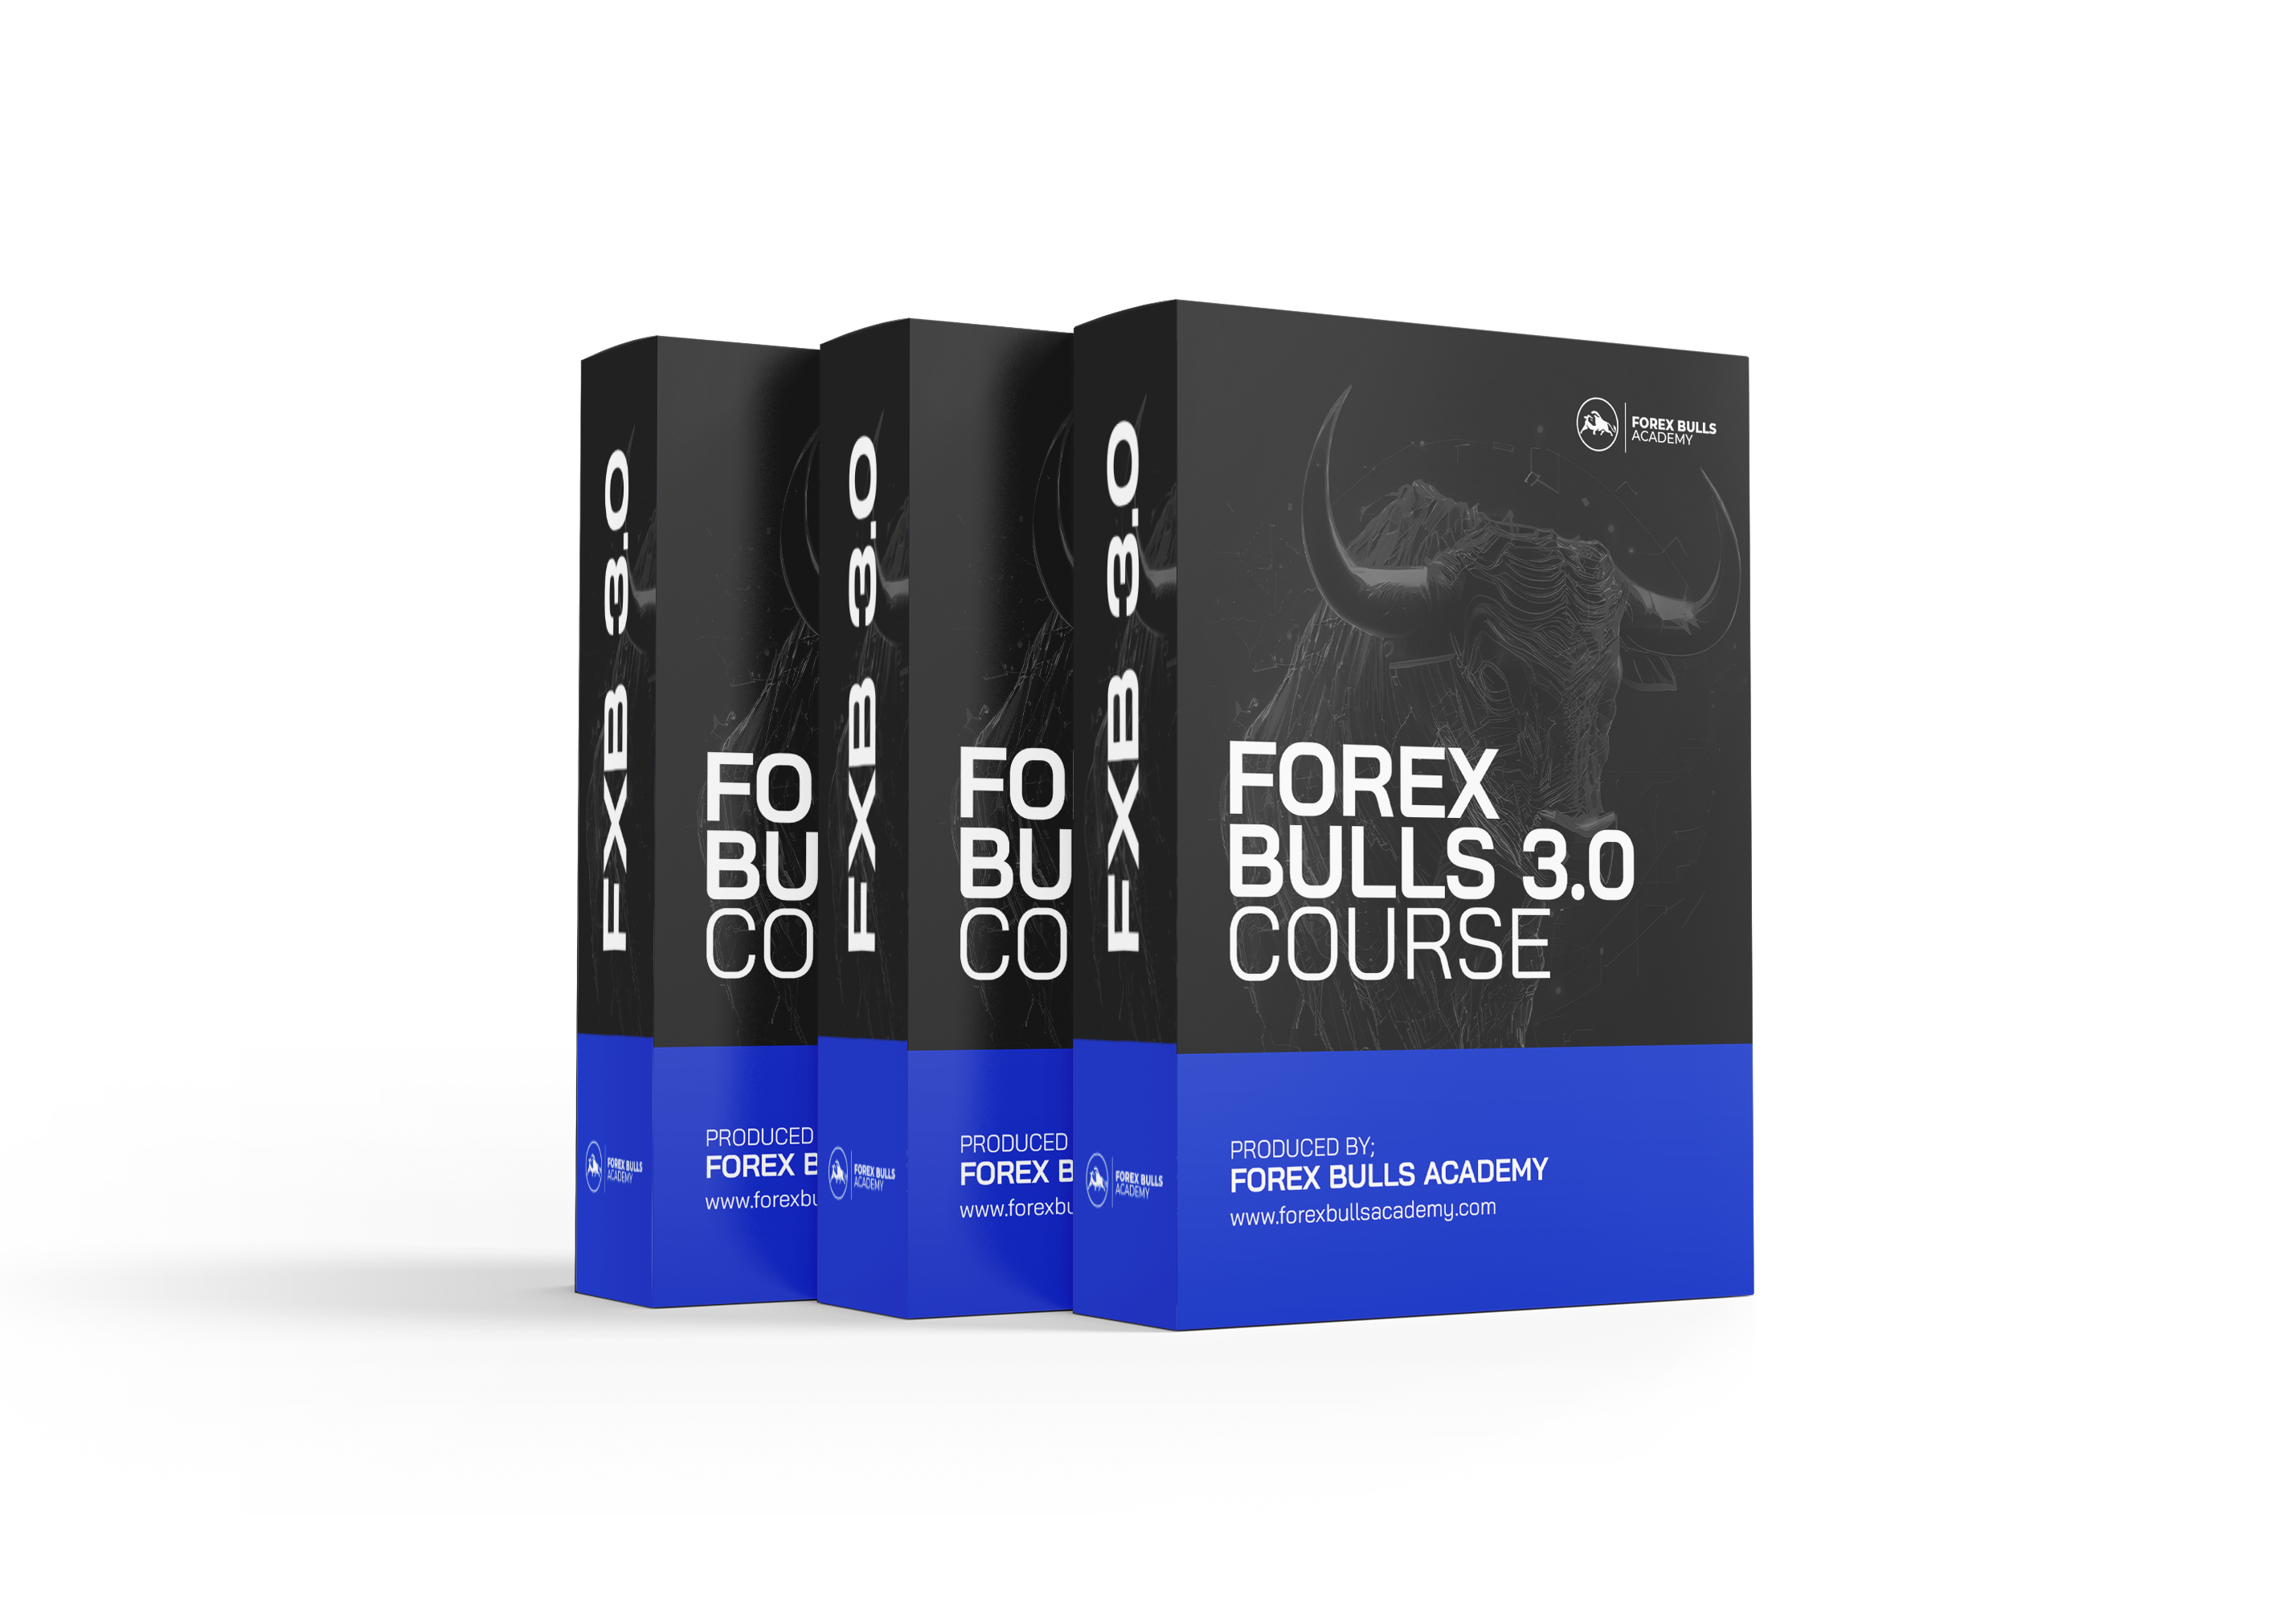 FXB 3.0
FO
BU
CO
PRODUCED
FOREX B
www.forexbu
FOREX BULLS
ACADEMY
FXB 3.0
FO
BU
CO
PRODUCED
FOREX B
www.forexbu
FOREX BULLS
ACADEMY
FXB 3.0
FOREX BULLS
ACADEMY
FOREX BULLS
ACADEMY
FOREX
BULLS 3.0
COURSE
PRODUCED BY;
FOREX BULLS ACADEMY
www.forexbullsacademy.com